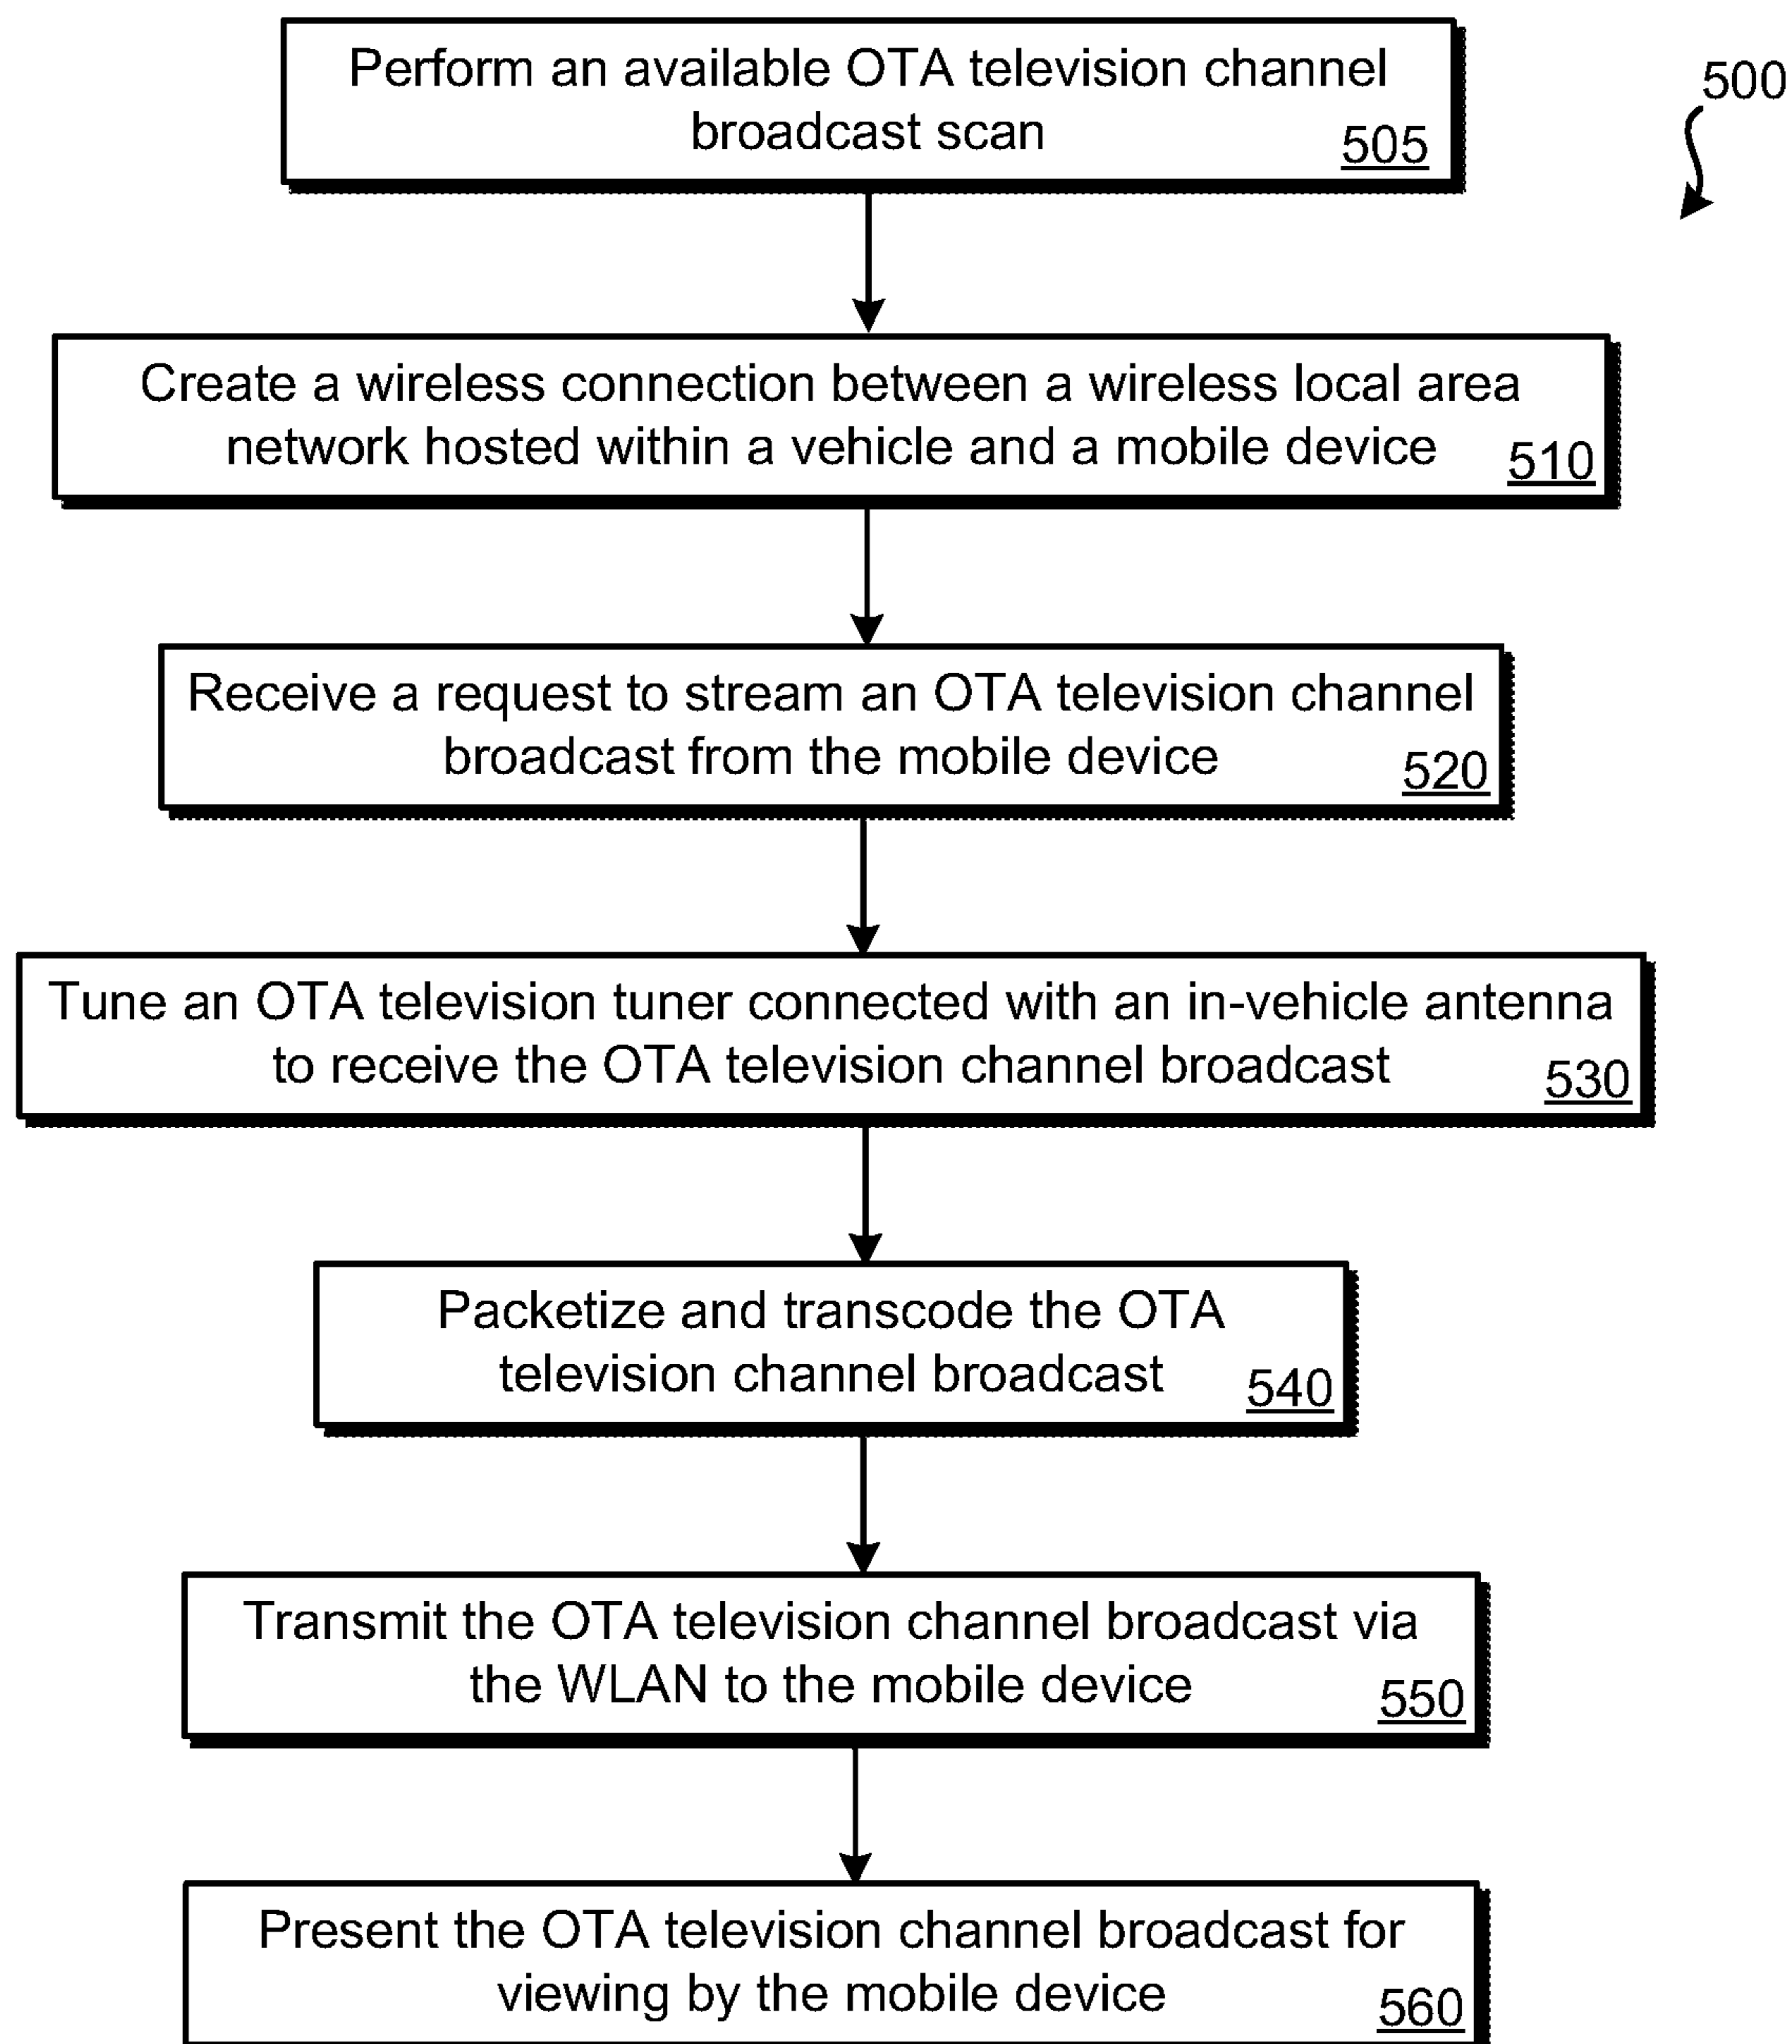 Perform an available OTA television channel
broadcast scan
505
500
Create a wireless connection between a wireless local area
network hosted within a vehicle and a mobile device
510
Receive a request to stream an OTA television channel
broadcast from the mobile device
520
Tune an OTA television tuner connected with an in-vehicle antenna
to receive the OTA television channel broadcast
530
Packetize and transcode the OTA
television channel broadcast
540
Transmit the OTA television channel broadcast via
the WLAN to the mobile device
550
Present the OTA television channel broadcast for
viewing by the mobile device
560